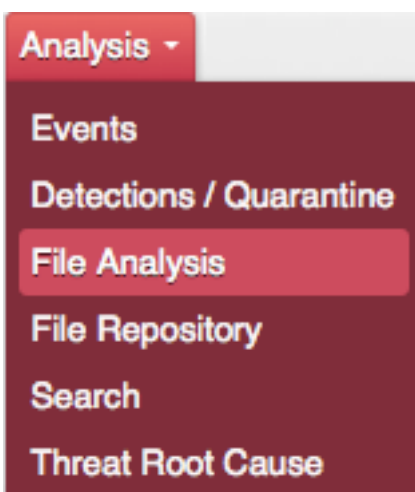 Analysis
Events
Detections / Quarantine
File Analysis
File Repository
Search
Threat Root Cause